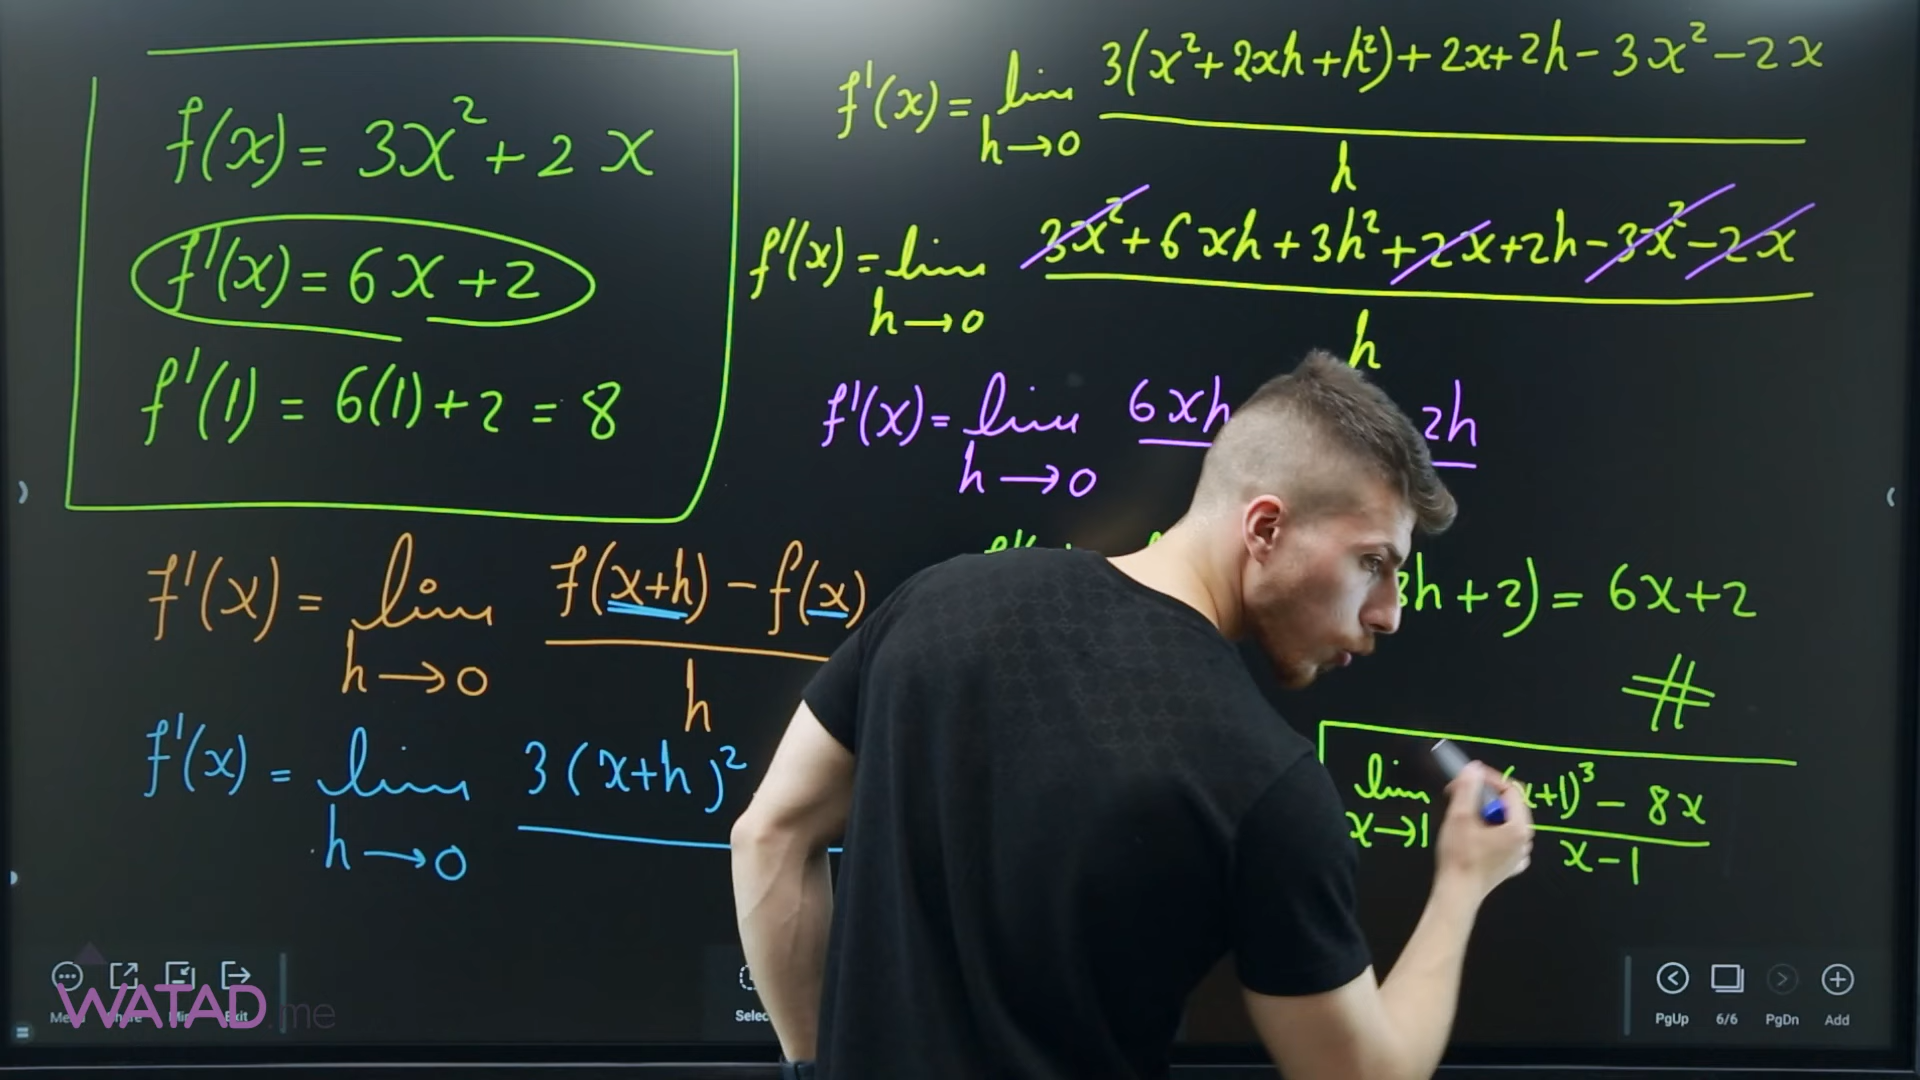 f(x) = 3x² + 2x
f'(x) = 6x + 2
f'(1) = 6(1) + 2 = 8
f'(x) = lim h→0 f(x+h) − f(x)
h
f'(x) = lim h→0 3(x+h)²
f'(x) = lim h→0 3(x² + 2xh + h²) + 2x + 2h − 3x² − 2x
h
f'(x) = lim h→0 3x² + 6xh + 3h² + 2x + 2h − 3x² − 2x
h
f'(x) = lim h→0 6xh 2h
h + 2) = 6x + 2
#
lim x→1 x+1)³ − 8x
x − 1
WATAD.me
PgUp 6/6 PgDn Add